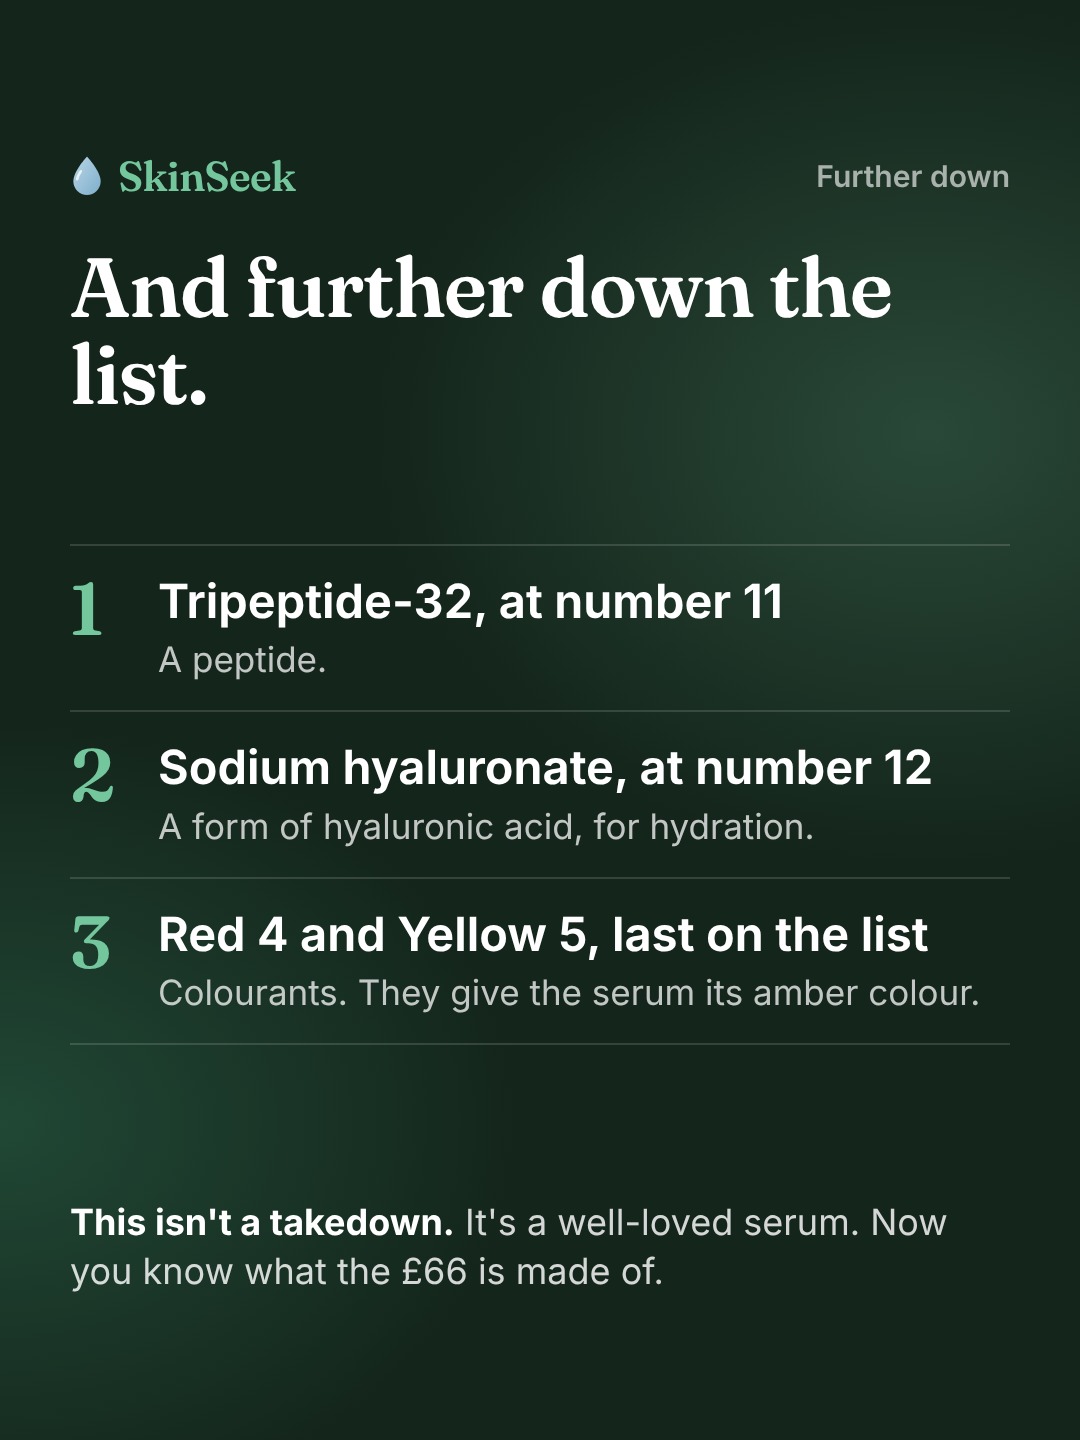 SkinSeek
Further down
And further down the
list.
1
Tripeptide-32, at number 11
A peptide.
2
Sodium hyaluronate, at number 12
A form of hyaluronic acid, for hydration.
3
Red 4 and Yellow 5, last on the list
Colourants. They give the serum its amber colour.
This isn't a takedown. It's a well-loved serum. Now
you know what the £66 is made of.